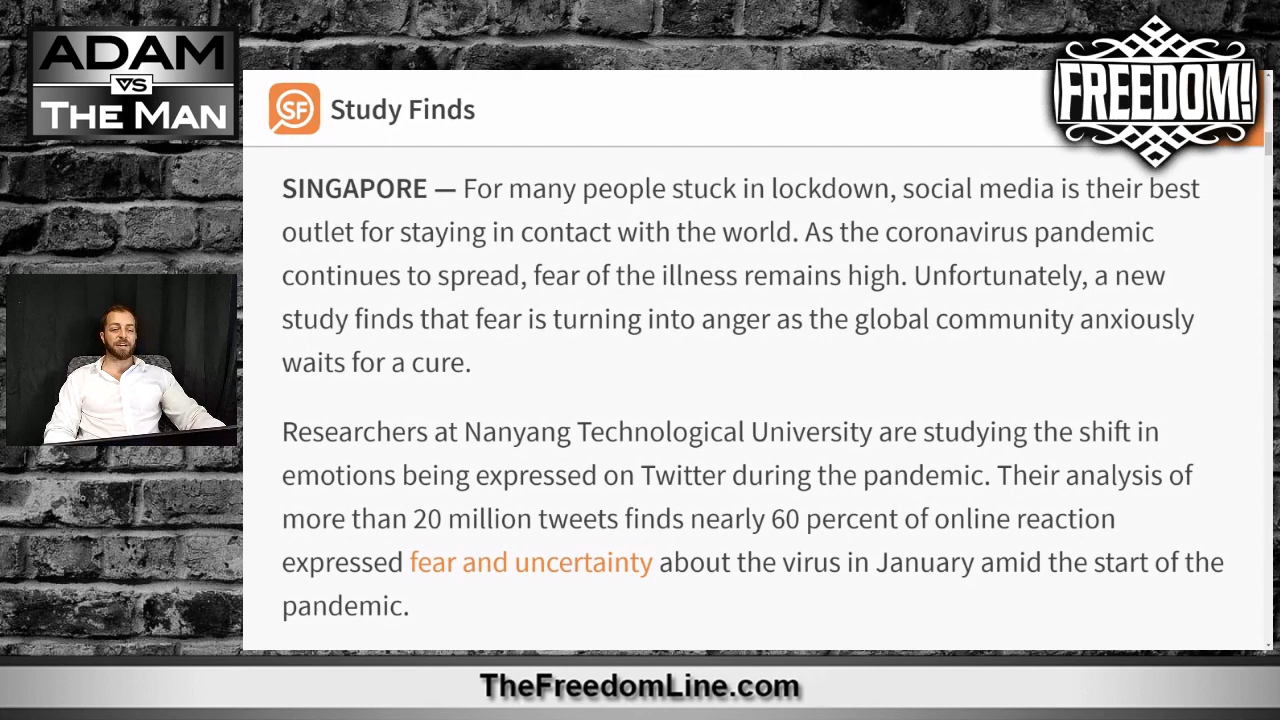 ADAM
VS
THE MAN
FREEDOM!
SF Study Finds
SINGAPORE — For many people stuck in lockdown, social media is their best
outlet for staying in contact with the world. As the coronavirus pandemic
continues to spread, fear of the illness remains high. Unfortunately, a new
study finds that fear is turning into anger as the global community anxiously
waits for a cure.
Researchers at Nanyang Technological University are studying the shift in
emotions being expressed on Twitter during the pandemic. Their analysis of
more than 20 million tweets finds nearly 60 percent of online reaction
expressed fear and uncertainty about the virus in January amid the start of the
pandemic.
TheFreedomLine.com